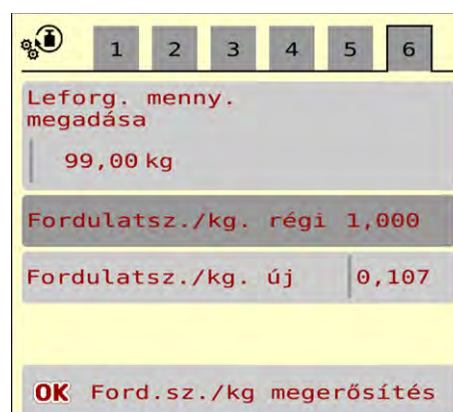 1 2 3 4 5 6
Leforg. menny.
megadása
99,00 kg
Fordulatsz./kg. régi 1,000
Fordulatsz./kg. új 0,107
OK Ford.sz./kg megerősítés